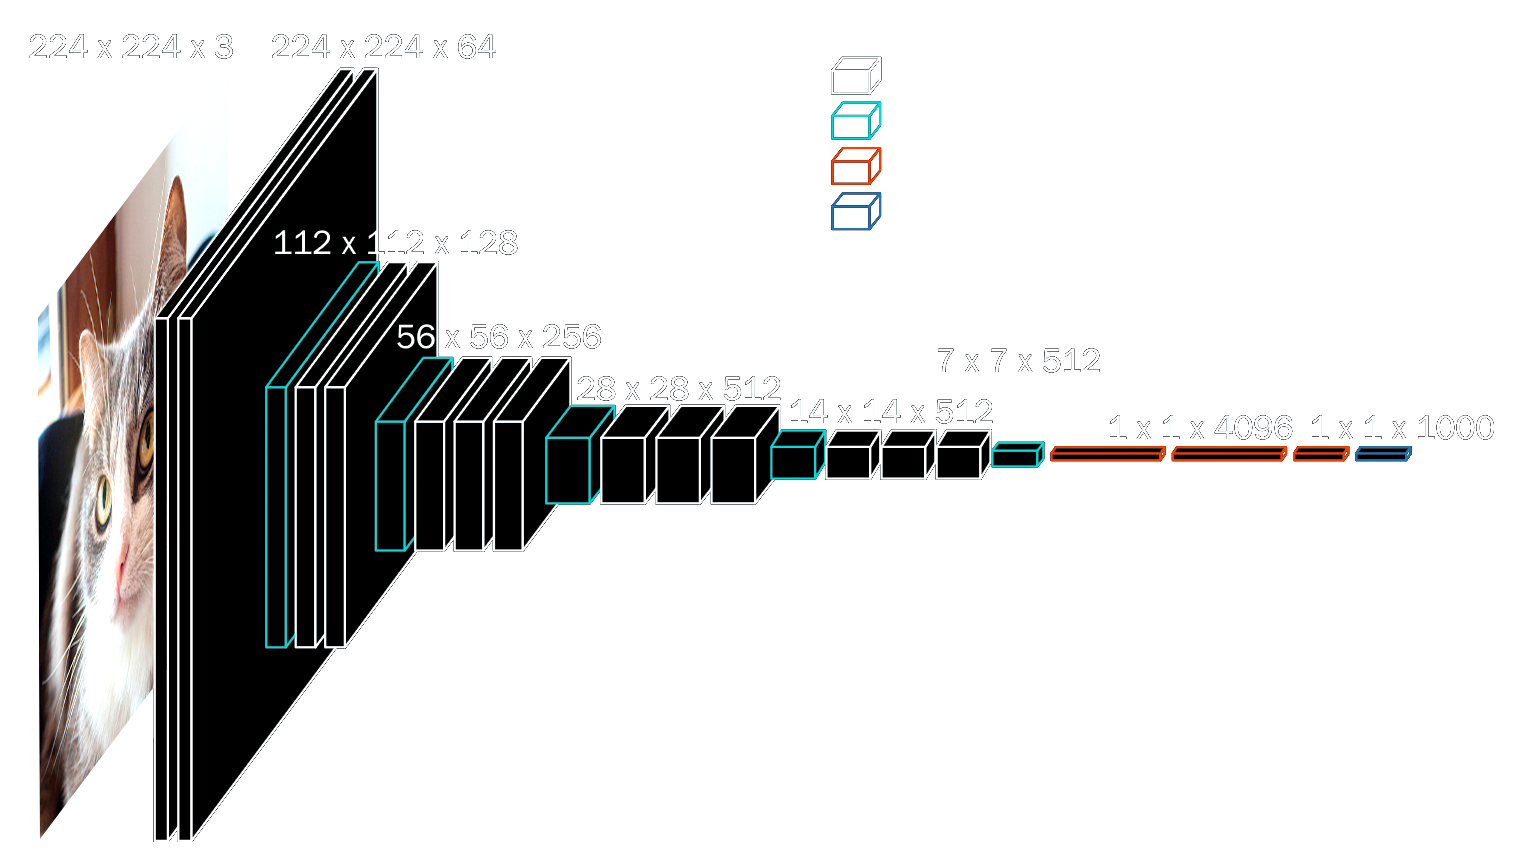 224 x 224 x 3
224 x 224 x 64
112 x 112 x 128
56 x 56 x 256
28 x 28 x 512
7 x 7 x 512
14 x 14 x 512
1 x 1 x 4096
1 x 1 x 1000